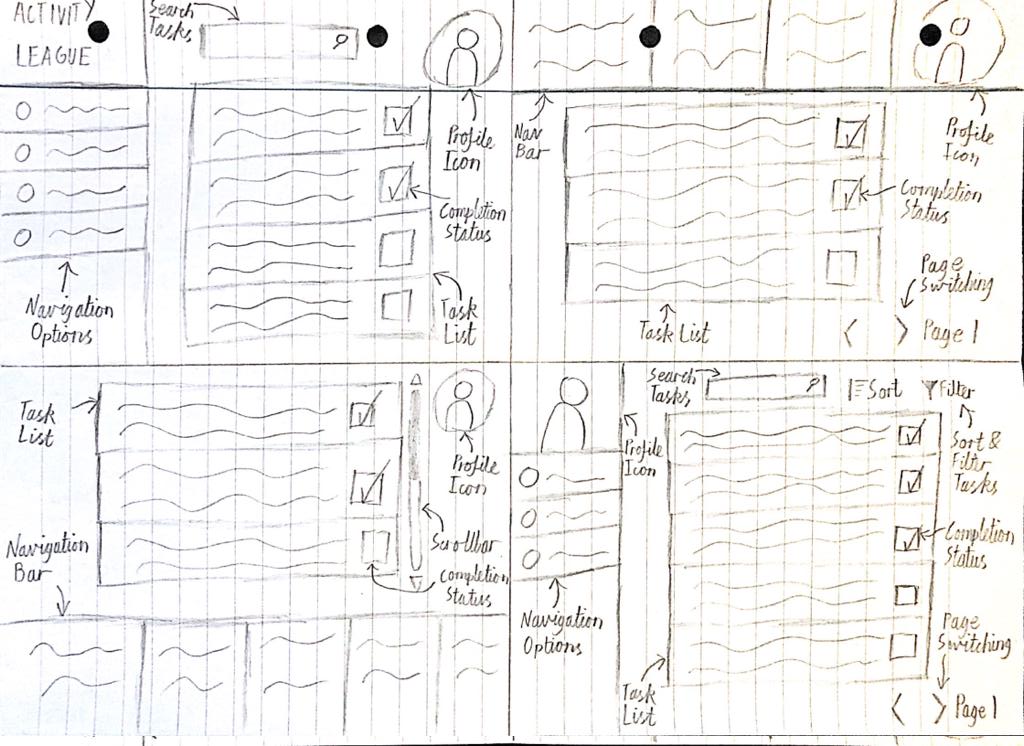 ACTIVITY
LEAGUE
Search
Tasks
Profile
Icon
Completion
Status
Navigation
Options
Task
List
Nav
Bar
Profile
Icon
Completion
Status
Page
Switching
Task List
< > Page 1
Task
List
Profile
Icon
Navigation
Bar
Scrollbar
Completion
Status
Search
Tasks
Sort
Filter
Profile
Icon
Sort &
Filter
Tasks
Completion
Status
Navigation
Options
Page
Switching
Task
List
< > Page 1